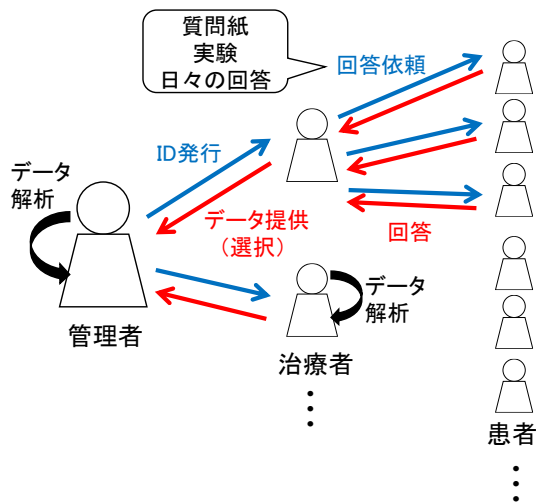 質問紙
実験
日々の回答
回答依頼
ID発行
データ
解析
データ提供
（選択）
回答
データ
解析
管理者
治療者
患者